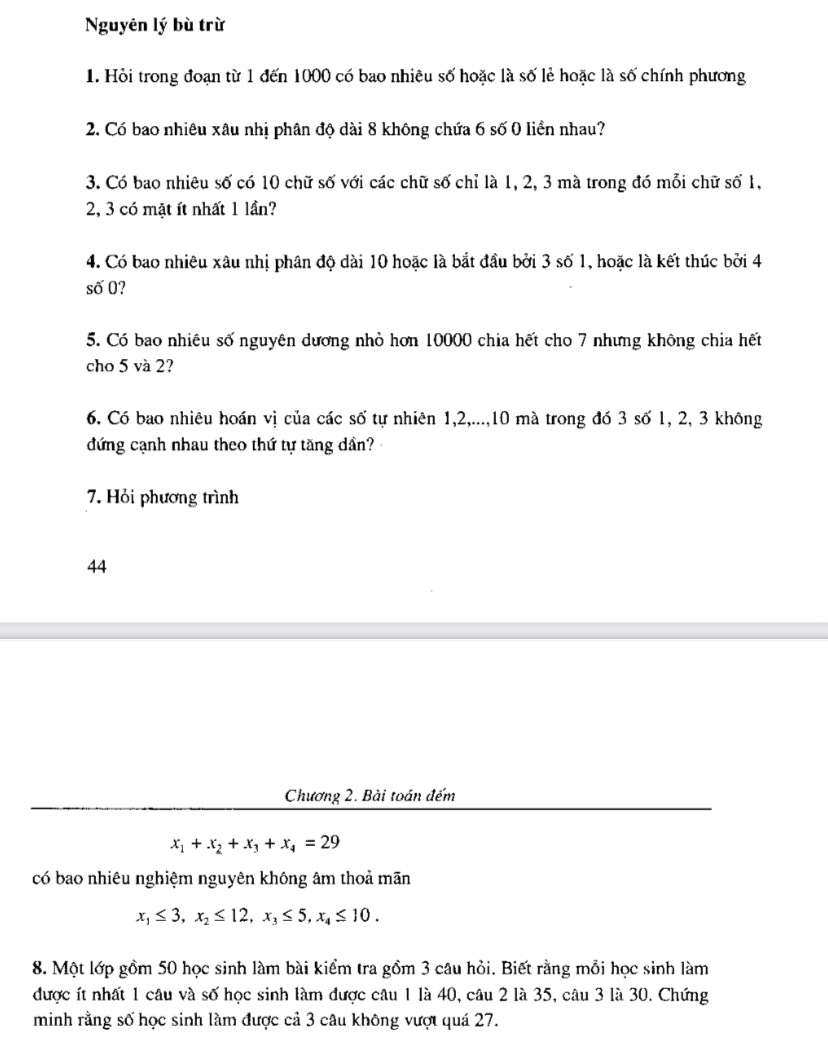 Nguyên lý bù trừ
1. Hỏi trong đoạn từ 1 đến 1000 có bao nhiêu số hoặc là số lẻ hoặc là số chính phương
2. Có bao nhiêu xâu nhị phân độ dài 8 không chứa 6 số 0 liền nhau?
3. Có bao nhiêu số có 10 chữ số với các chữ số chỉ là 1, 2, 3 mà trong đó mỗi chữ số 1,
2, 3 có mặt ít nhất 1 lần?
4. Có bao nhiêu xâu nhị phân độ dài 10 hoặc là bắt đầu bởi 3 số 1, hoặc là kết thúc bởi 4
số 0?
5. Có bao nhiêu số nguyên dương nhỏ hơn 10000 chia hết cho 7 nhưng không chia hết
cho 5 và 2?
6. Có bao nhiêu hoán vị của các số tự nhiên 1,2,...,10 mà trong đó 3 số 1, 2, 3 không
đứng cạnh nhau theo thứ tự tăng dần?
7. Hỏi phương trình
44
Chương 2. Bài toán đếm
x₁ + x₂ + x₃ + x₄ = 29
có bao nhiêu nghiệm nguyên không âm thoả mãn
x₁ ≤ 3, x₂ ≤ 12, x₃ ≤ 5, x₄ ≤ 10 .
8. Một lớp gồm 50 học sinh làm bài kiểm tra gồm 3 câu hỏi. Biết rằng mỗi học sinh làm
được ít nhất 1 câu và số học sinh làm được câu 1 là 40, câu 2 là 35, câu 3 là 30. Chứng
minh rằng số học sinh làm được cả 3 câu không vượt quá 27.